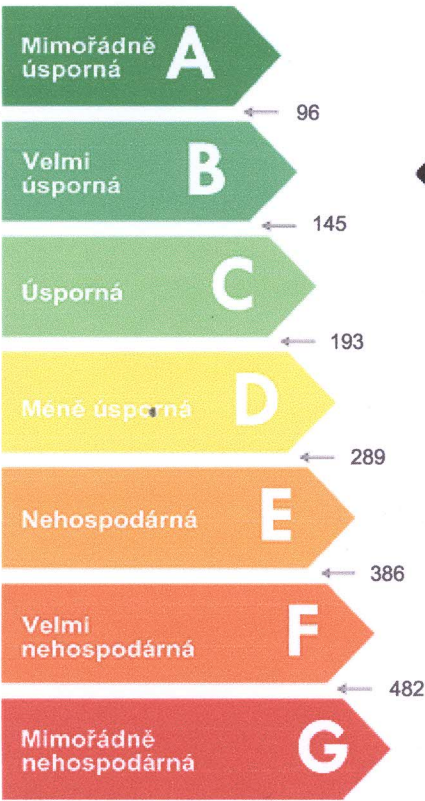 Mimořádně
úsporná
A
96
Velmi
úsporná
B
145
Úsporná
C
193
Méně úsporná
D
289
Nehospodárná
E
386
Velmi
nehospodárná
F
482
Mimořádně
nehospodárná
G